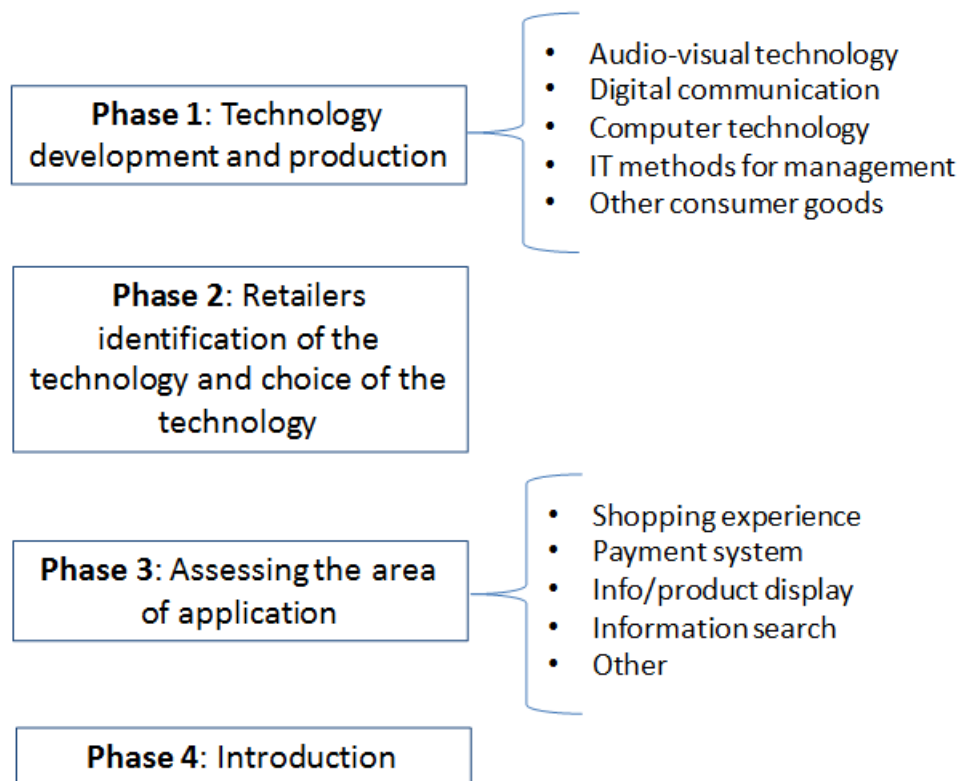 Phase 1: Technology
development and production
• Audio-visual technology
• Digital communication
• Computer technology
• IT methods for management
• Other consumer goods
Phase 2: Retailers
identification of the
technology and choice of the
technology
Phase 3: Assessing the area
of application
• Shopping experience
• Payment system
• Info/product display
• Information search
• Other
Phase 4: Introduction